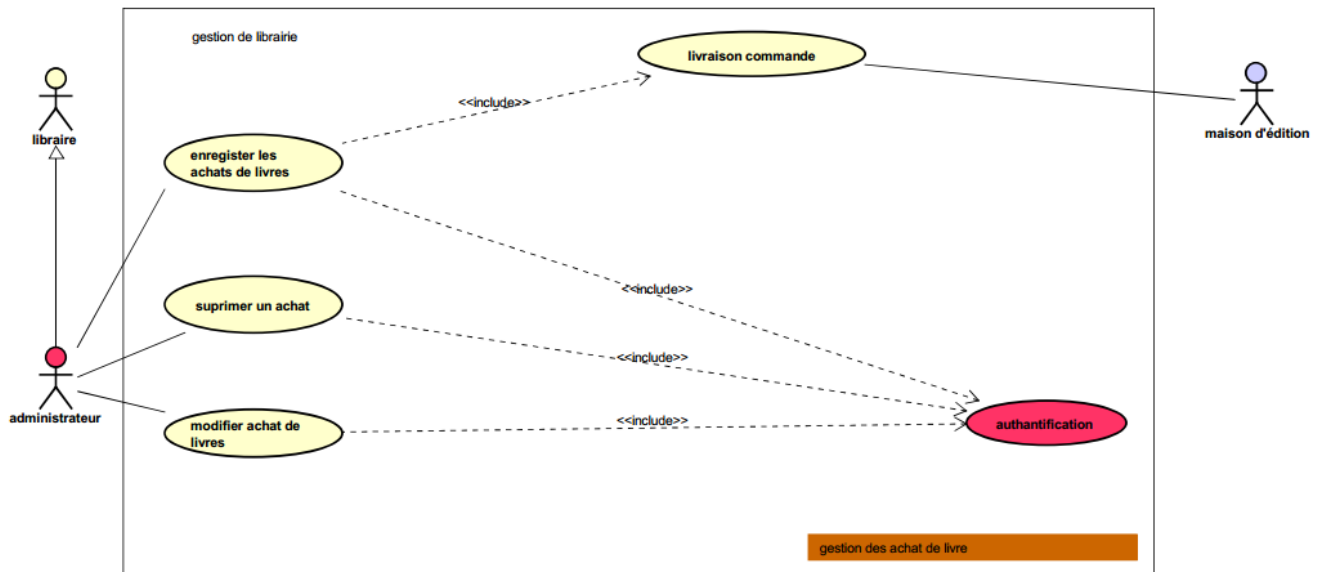 gestion de librairie
livraison commande
<<include>>
libraire
maison d'édition
enregister les
achats de livres
<<include>>
suprimer un achat
<<include>>
administrateur
modifier achat de
livres
<<include>>
authantification
gestion des achat de livre